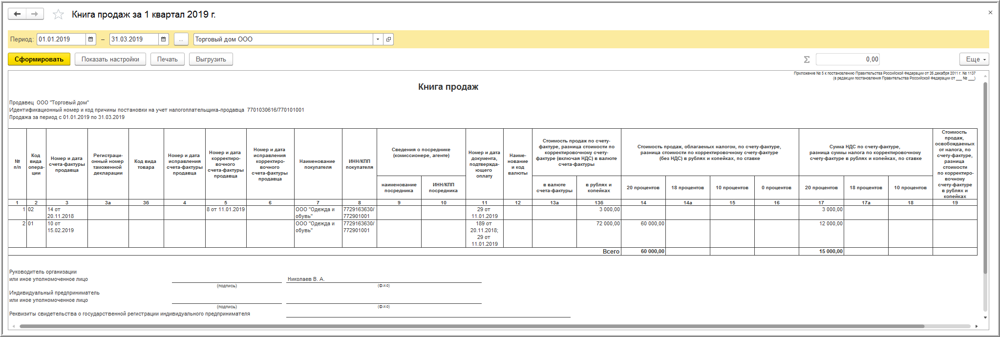 Книга продаж за 1 квартал 2019 г.
×
Период: 01.01.2019 – 31.03.2019 ... Торговый дом ООО
Сформировать Показать настройки Печать Выгрузить Σ 0,00 Еще
Приложение № 5 к постановлению Правительства Российской Федерации от 26 декабря 2011 г. № 1137
(в редакции постановления Правительства Российской Федерации от ___ № ___)
Книга продаж
Продавец ООО "Торговый дом"
Идентификационный номер и код причины постановки на учет налогоплательщика-продавца 7701030616/770101001
Продажа за период с 01.01.2019 по 31.03.2019
№
п/п
Код
вида
опера-
ции
Номер и дата
счета-фактуры
продавца
Регистраци-
онный номер
таможенной
декларации
Код вида
товара
Номер и дата
исправления
счета-фактуры
продавца
Номер и дата
корректиро-
вочного
счета-фактуры
продавца
Номер и дата
исправления
корректиро-
вочного
счета-фактуры
продавца
Наименование
покупателя
ИНН/КПП
покупателя
Сведения о посреднике
(комиссионере, агенте)
наименование
посредника
ИНН/КПП
посредника
Номер и дата
документа,
подтвержда-
ющего
оплату
Наиме-
нование
и код
валюты
Стоимость продаж по счету-
фактуре, разница стоимости по
корректировочному счету-
фактуре (включая НДС) в валюте
счета-фактуры
в валюте
счета-фактуры
в рублях и
копейках
Стоимость продаж, облагаемых налогом, по счету-фактуре,
разница стоимости по корректировочному счету-фактуре
(без НДС) в рублях и копейках, по ставке
20 процентов 18 процентов 10 процентов 0 процентов
Сумма НДС по счету-фактуре,
разница суммы налога по корректировочному
счету-фактуре в рублях и копейках, по ставке
20 процентов 18 процентов 10 процентов
Стоимость
продаж,
освобождаемых
от налога, по
счету-фактуре,
разница
стоимости
по корректиро-
вочному
счету-фактуре
в рублях и
копейках
1 2 3 3а 3б 4 5 6 7 8 9 10 11 12 13а 13б 14 14а 15 16 17 17а 18 19
1 02 14 от 8 от 11.01.2019 ООО "Одежда и 7729163630/ 29 от 3 000,00 3 000,00
20.11.2018 обувь" 772901001 11.01.2019
2 01 10 от ООО "Одежда и 7729163630/ 189 от 72 000,00 60 000,00 12 000,00
15.02.2019 обувь" 772901001 20.11.2018;
29 от
11.01.2019
Всего 60 000,00 15 000,00
Руководитель организации
или иное уполномоченное лицо Николаев В. А.
(подпись) (ф.и.о)
Индивидуальный предприниматель
или иное уполномоченное лицо
(подпись) (ф.и.о)
Реквизиты свидетельства о государственной регистрации индивидуального предпринимателя